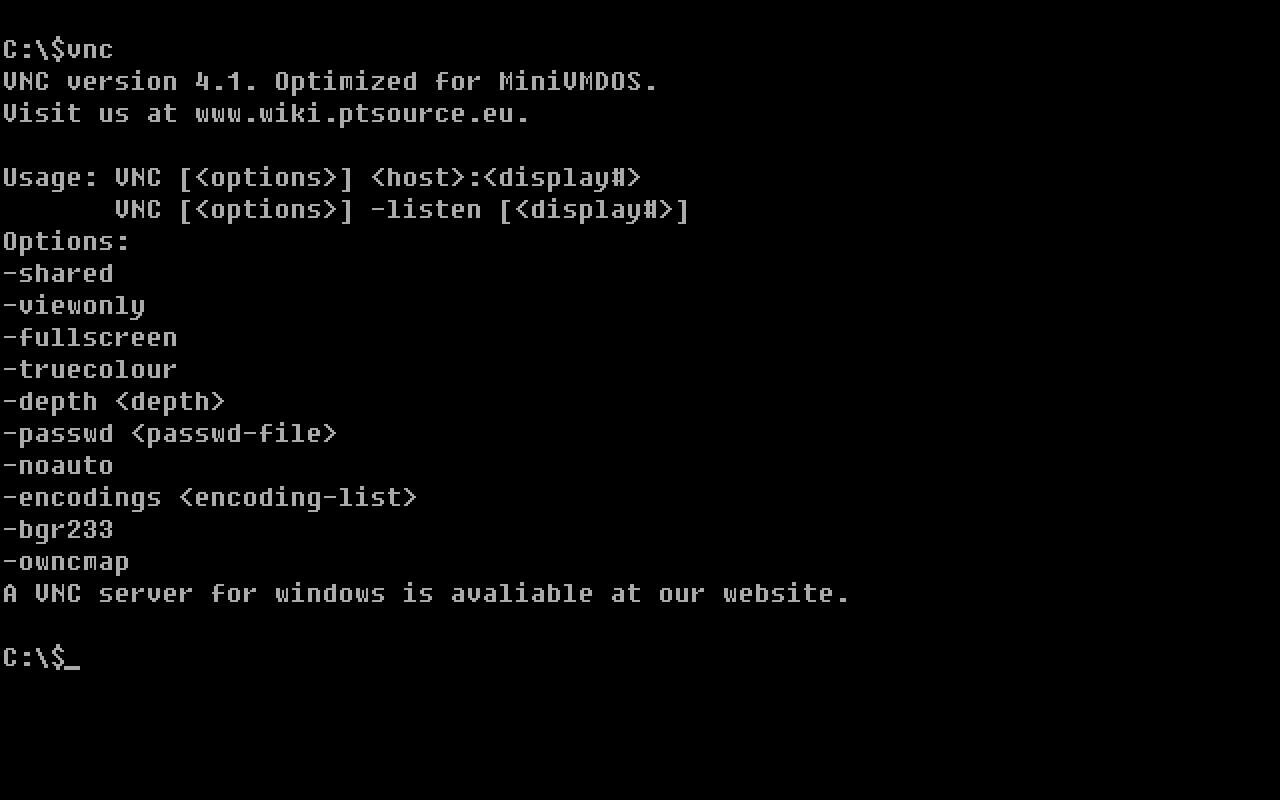 C:\$vnc
VNC version 4.1. Optimized for MiniVMDOS.
Visit us at www.wiki.ptsource.eu.
Usage: VNC [<options>] <host>:<display#>
       VNC [<options>] -listen [<display#>]
Options:
-shared
-viewonly
-fullscreen
-truecolour
-depth <depth>
-passwd <passwd-file>
-noauto
-encodings <encoding-list>
-bgr233
-owncmap
A VNC server for windows is avaliable at our website.
C:\$_